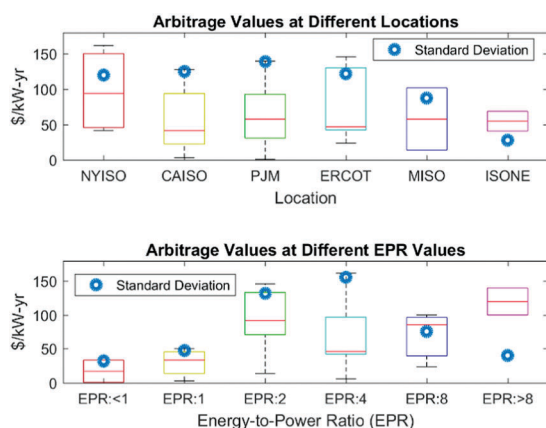 Arbitrage Values at Different Locations
$/kW-yr
150
100
50
0
Standard Deviation
NYISO CAISO PJM ERCOT MISO ISONE
Location
Arbitrage Values at Different EPR Values
$/kW-yr
150
100
50
0
Standard Deviation
EPR:<1 EPR:1 EPR:2 EPR:4 EPR:8 EPR:>8
Energy-to-Power Ratio (EPR)